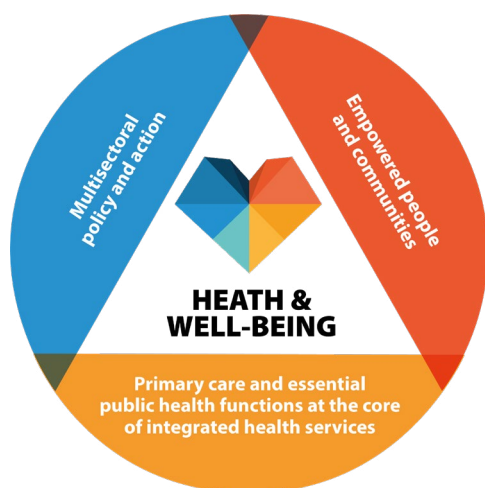 Multisectoral
policy and action
Empowered people
and communities
HEATH &
WELL-BEING
Primary care and essential
public health functions at the core
of integrated health services